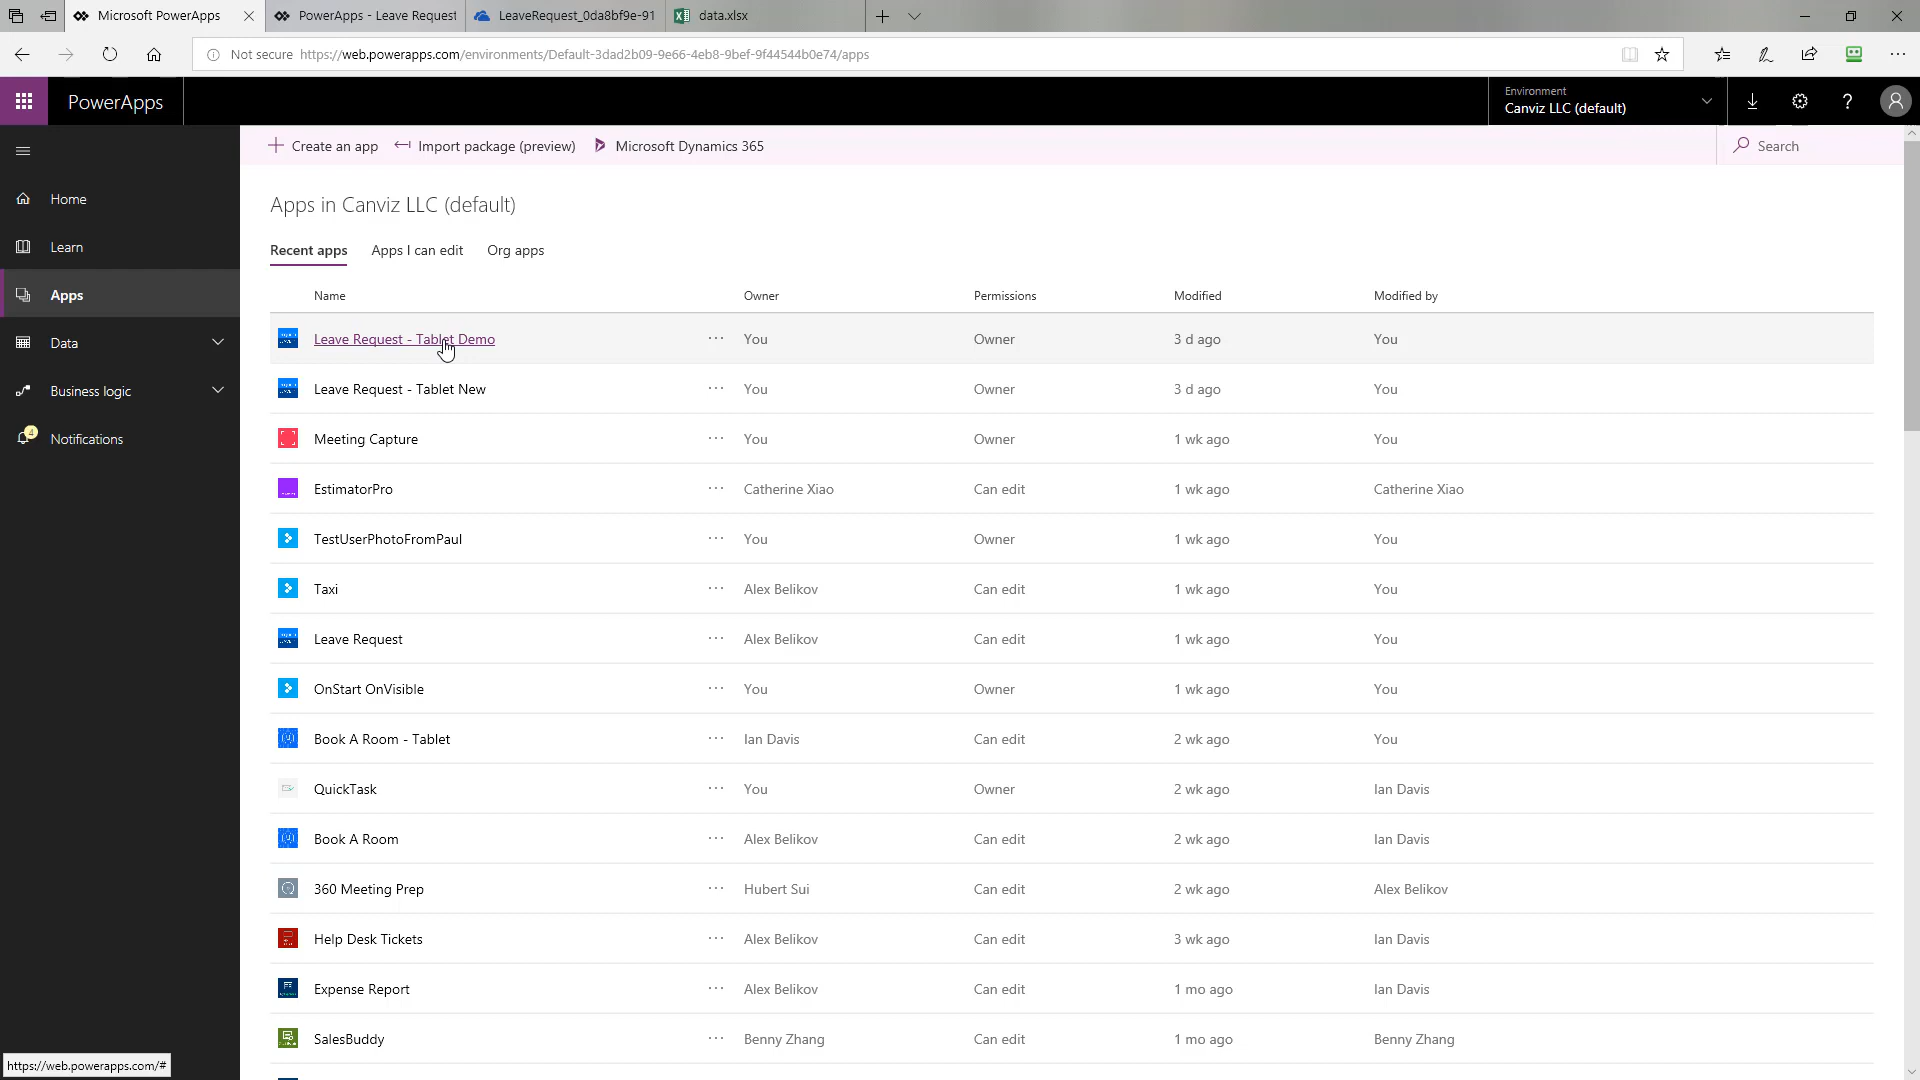 Microsoft PowerApps
PowerApps - Leave Request
LeaveRequest_0da8bf9e-91
data.xlsx
Not secure https://web.powerapps.com/environments/Default-3dad2b09-9e66-4eb8-9bef-9f44544b0e74/apps
PowerApps
Environment
Canviz LLC (default)
Create an app
Import package (preview)
Microsoft Dynamics 365
Search
Home
Learn
Apps
Data
Business logic
4
Notifications
Apps in Canviz LLC (default)
Recent apps Apps I can edit Org apps
Name Owner Permissions Modified Modified by
Leave Request - Tablet Demo ... You Owner 3 d ago You
Leave Request - Tablet New ... You Owner 3 d ago You
Meeting Capture ... You Owner 1 wk ago You
EstimatorPro ... Catherine Xiao Can edit 1 wk ago Catherine Xiao
TestUserPhotoFromPaul ... You Owner 1 wk ago You
Taxi ... Alex Belikov Can edit 1 wk ago You
Leave Request ... Alex Belikov Can edit 1 wk ago You
OnStart OnVisible ... You Owner 1 wk ago You
Book A Room - Tablet ... Ian Davis Can edit 2 wk ago You
QuickTask ... You Owner 2 wk ago Ian Davis
Book A Room ... Alex Belikov Can edit 2 wk ago Ian Davis
360 Meeting Prep ... Hubert Sui Can edit 2 wk ago Alex Belikov
Help Desk Tickets ... Alex Belikov Can edit 3 wk ago Ian Davis
Expense Report ... Alex Belikov Can edit 1 mo ago Ian Davis
SalesBuddy ... Benny Zhang Can edit 1 mo ago Benny Zhang
https://web.powerapps.com/#